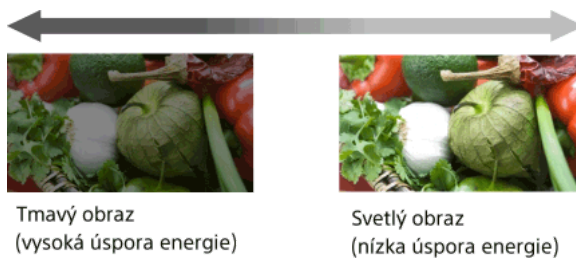 Tmavý obraz
(vysoká úspora energie)
Svetlý obraz
(nízka úspora energie)